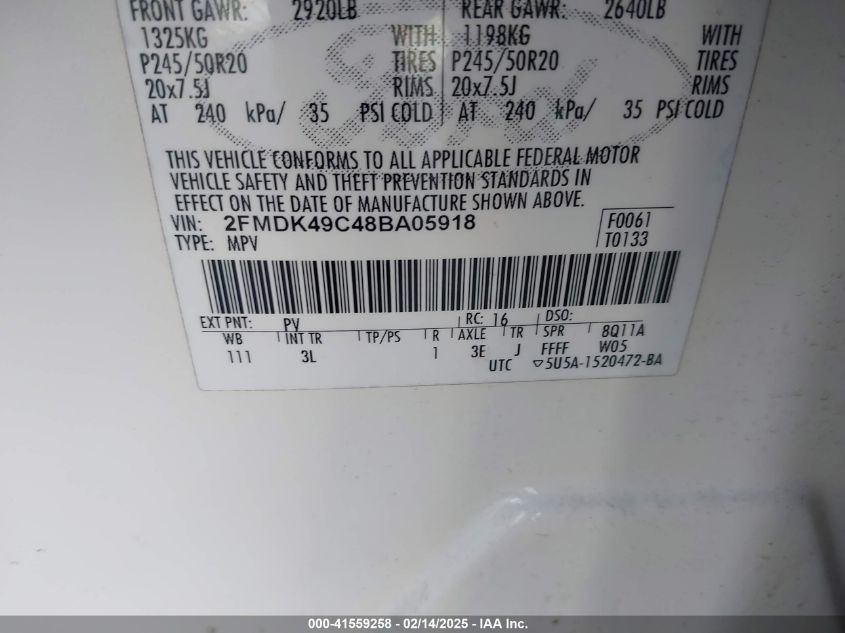 FRONT GAWR: 2920LB REAR GAWR: 2640LB
1325KG WITH 1198KG WITH
P245/50R20 TIRES P245/50R20 TIRES
20x7.5J RIMS 20x7.5J RIMS
AT 240 kPa/ 35 PSI COLD AT 240 kPa/ 35 PSI COLD
THIS VEHICLE CONFORMS TO ALL APPLICABLE FEDERAL MOTOR
VEHICLE SAFETY AND THEFT PREVENTION STANDARDS IN
EFFECT ON THE DATE OF MANUFACTURE SHOWN ABOVE.
VIN: 2FMDK49C48BA05918 F0061
TYPE: MPV T0133
EXT PNT: PV RC: 16 DSO:
WB INT TR TP/PS R AXLE TR SPR 8Q11A
111 3L 1 3E J FFFF W05
UTC ▽5U5A-1520472-BA
000-41559258 - 02/14/2025 - IAA Inc.